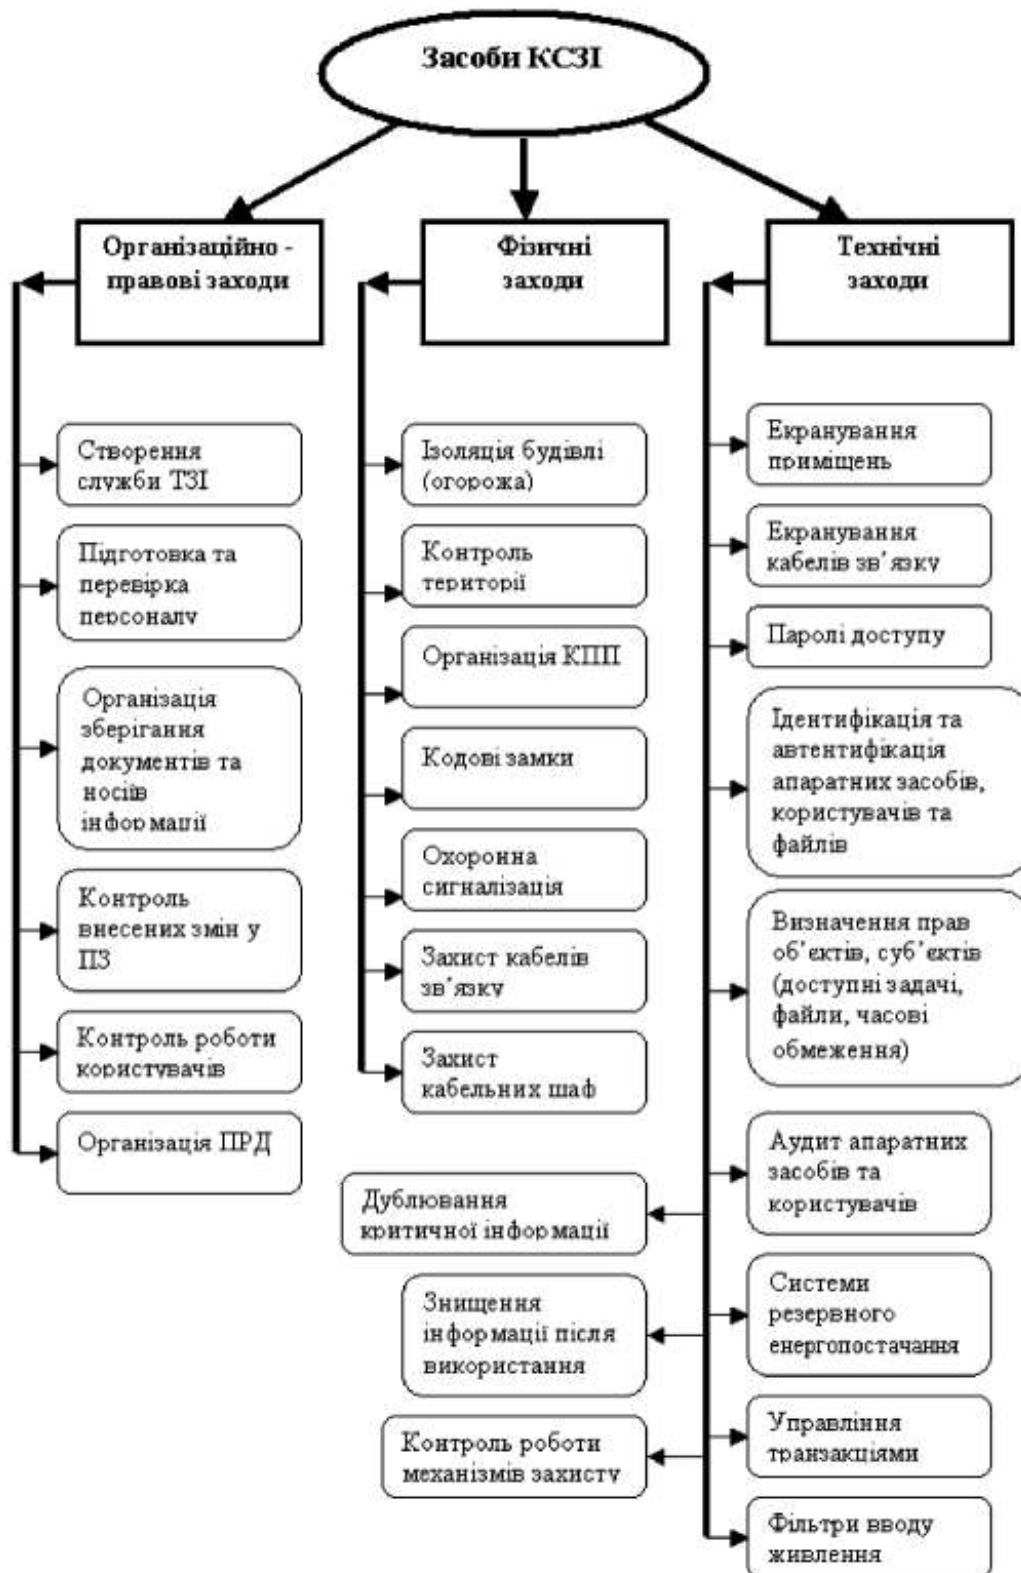 Засоби КСЗІ
Організаційно -
правові заходи
Фізичні
заходи
Технічні
заходи
Створення
служби ТЗІ
Підготовка та
перевірка
персоналу
Організація
зберігання
документів та
носіїв
інформації
Контроль
внесених змін у
ПЗ
Контроль роботи
користувачів
Організація ПРД
Ізоляція будівлі
(огорожа)
Контроль
території
Організація КПП
Кодові замки
Охоронна
сигналізація
Захист кабелів
зв’язку
Захист
кабельних шаф
Екранування
приміщень
Екранування
кабелів зв’язку
Паролі доступу
Ідентифікація та
автентифікація
апаратних засобів,
користувачів та
файлів
Визначення прав
об’єктів, суб’єктів
(доступні задачі,
файли, часові
обмеження)
Аудит апаратних
засобів та
користувачів
Системи
резервного
енергопостачання
Управління
транзакціями
Фільтри вводу
живлення
Дублювання
критичної інформації
Знищення
інформації після
використання
Контроль роботи
механізмів захисту